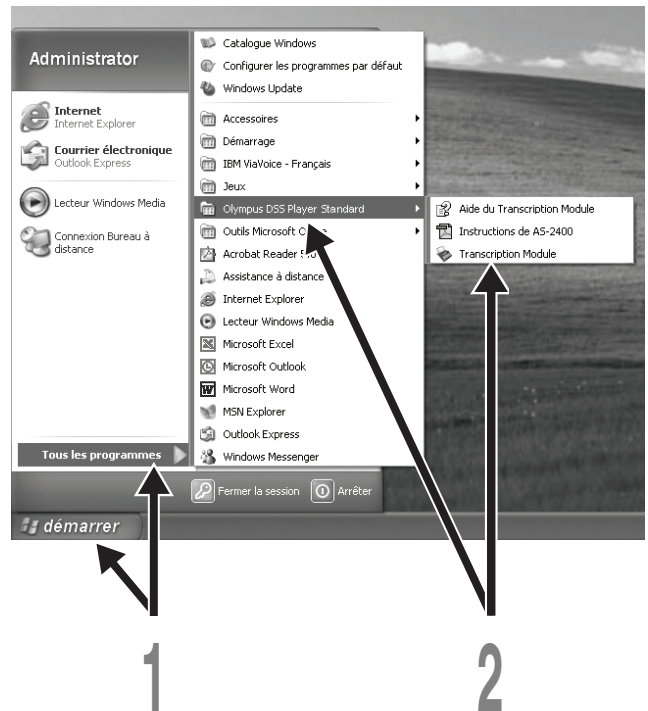 Administrator
Internet
Internet Explorer
Courrier électronique
Outlook Express
Lecteur Windows Media
Connexion Bureau à
distance
Tous les programmes
Catalogue Windows
Configurer les programmes par défaut
Windows Update
Accessoires
Démarrage
IBM ViaVoice - Français
Jeux
Olympus DSS Player Standard
Outils Microsoft
Acrobat Reader
Assistance à distance
Internet Explorer
Lecteur Windows Media
Microsoft Excel
Microsoft Outlook
Microsoft Word
MSN Explorer
Outlook Express
Windows Messenger
Aide du Transcription Module
Instructions de AS-2400
Transcription Module
Fermer la session
Arrêter
démarrer
1
2